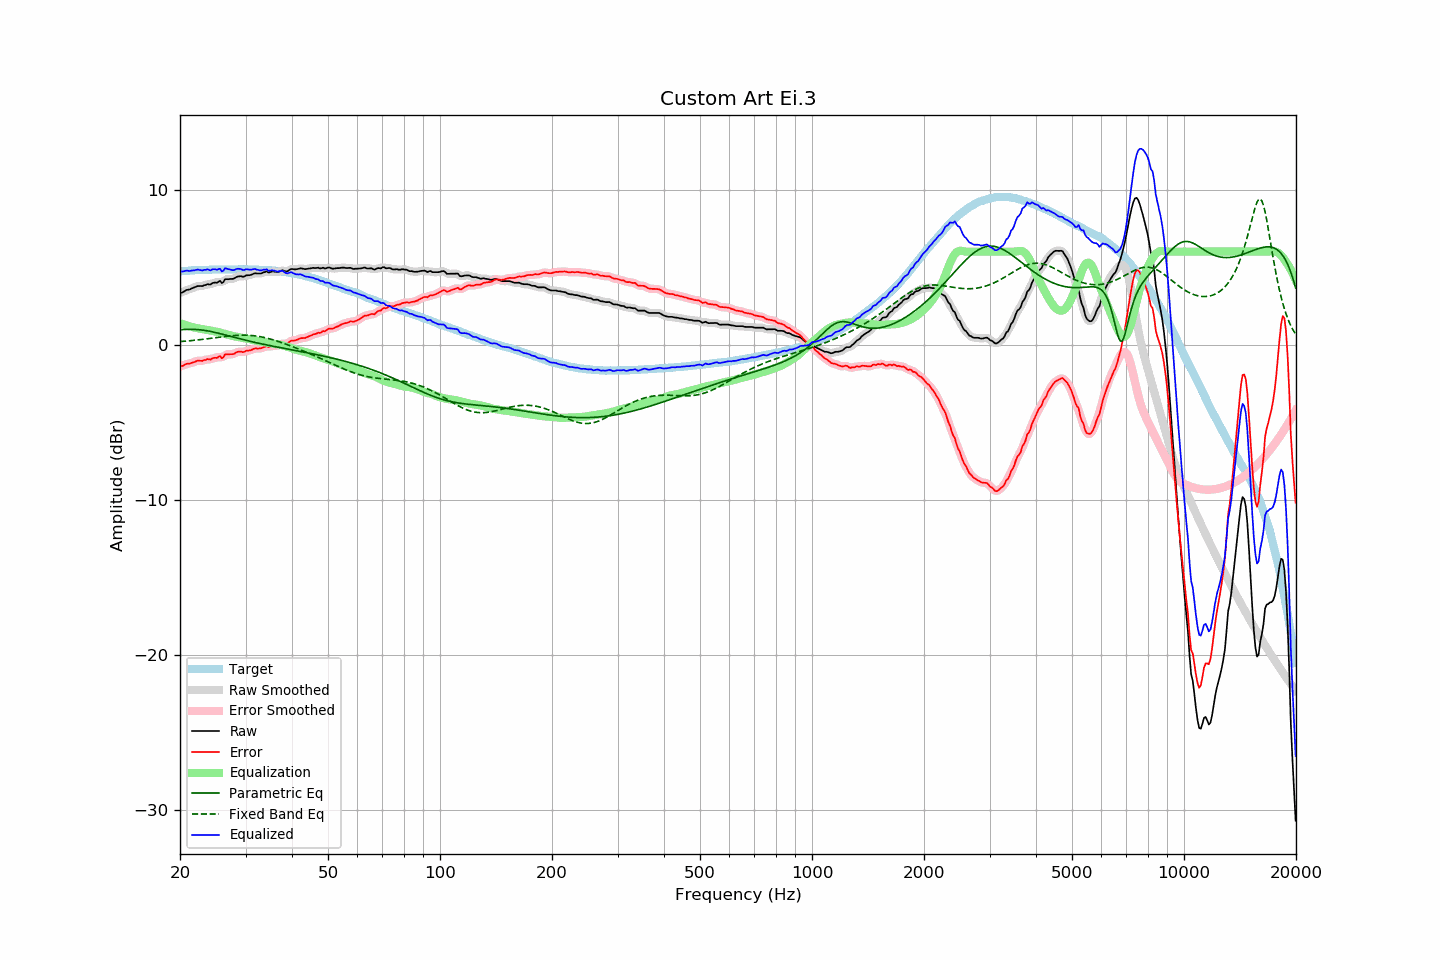 Custom Art Ei.3
Amplitude (dBr)
10
0
−10
−20
−30
Target
Raw Smoothed
Error Smoothed
Raw
Error
Equalization
Parametric Eq
Fixed Band Eq
Equalized
20 50 100 200 500 1000 2000 5000 10000 20000
Frequency (Hz)